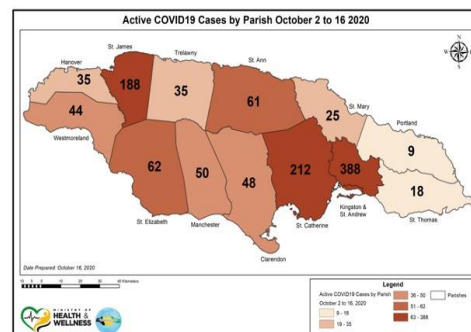 Active COVID19 Cases by Parish October 2 to 16 2020
N
W
S
St. James
Trelawny
St. Ann
Hanover
35
188
35
61
St. Mary
25
Portland
44
Westmoreland
9
62
50
48
212
388
18
St. Elizabeth
Manchester
Clarendon
St. Catherine
Kingston
& St. Andrew
St. Thomas
Date Prepared: October 16, 2020
Kilometers
Legend
Active COVID19 Cases by Parish
October 2 to 16, 2020
9 - 18
19 - 35
36 - 50
51 - 62
63 - 388
Parishes
MINISTRY OF
HEALTH &
WELLNESS